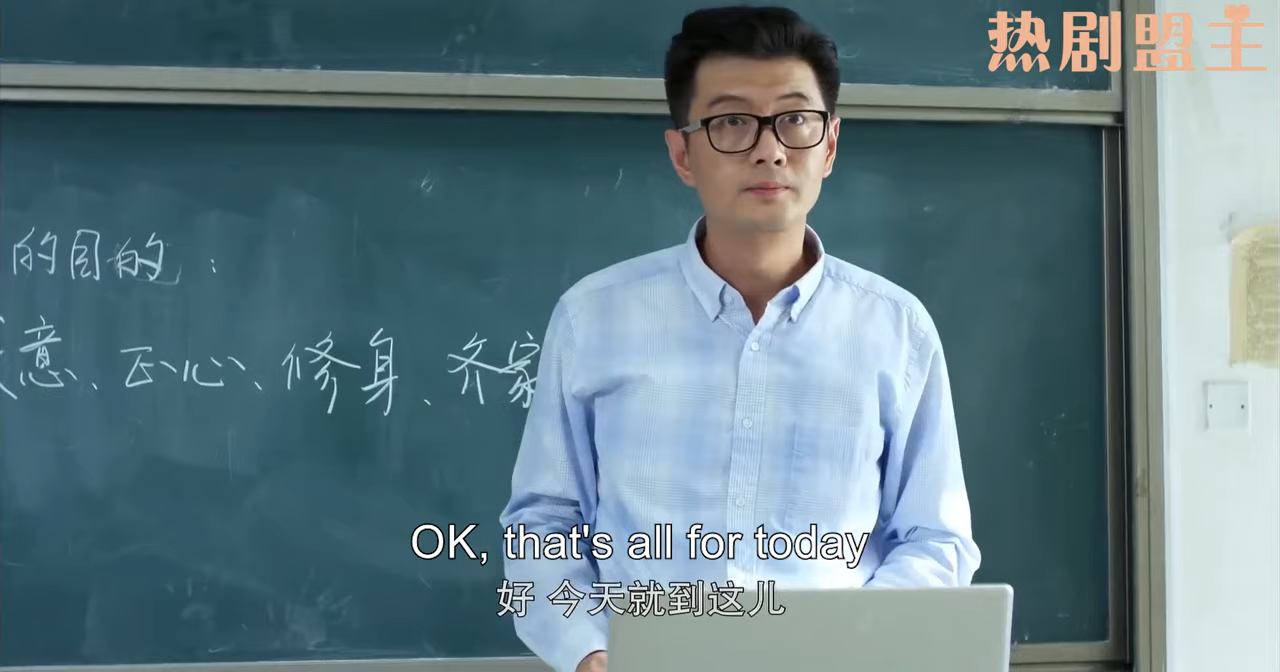 热剧盟主
的目的：
意、正心、修身、齐家
OK, that's all for today
好 今天就到这儿